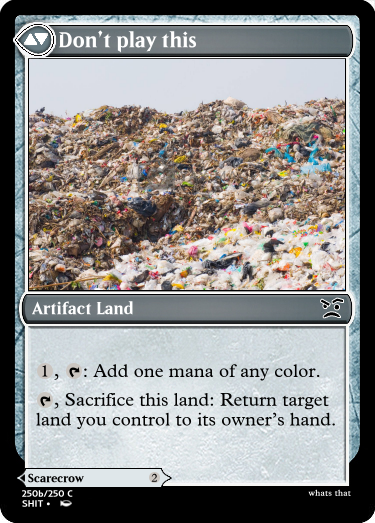 Don't play this
Artifact Land
1, : Add one mana of any color.
, Sacrifice this land: Return target
land you control to its owner's hand.
Scarecrow 2
250b/250 C
SHIT •
whats that